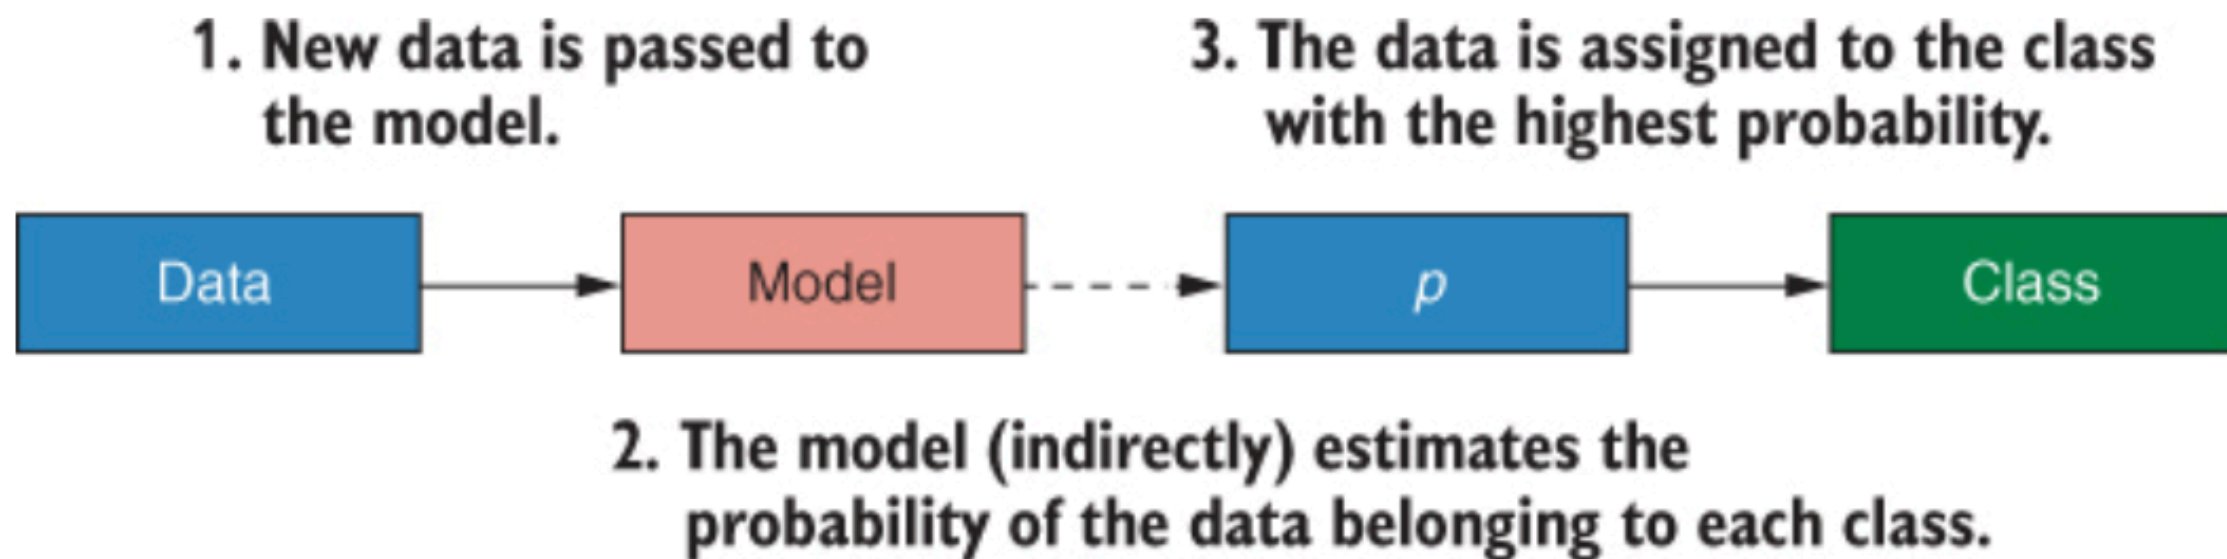 1. New data is passed to
the model.
3. The data is assigned to the class
with the highest probability.
Data
Model
p
Class
2. The model (indirectly) estimates the
probability of the data belonging to each class.